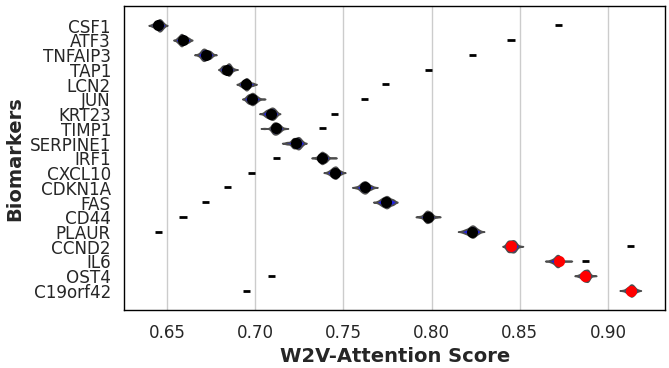 CSF1
ATF3
TNFAIP3
TAP1
LCN2
JUN
KRT23
TIMP1
SERPINE1
IRF1
CXCL10
CDKN1A
FAS
CD44
PLAUR
CCND2
IL6
OST4
C19orf42
Biomarkers
0.65 0.70 0.75 0.80 0.85 0.90
W2V-Attention Score